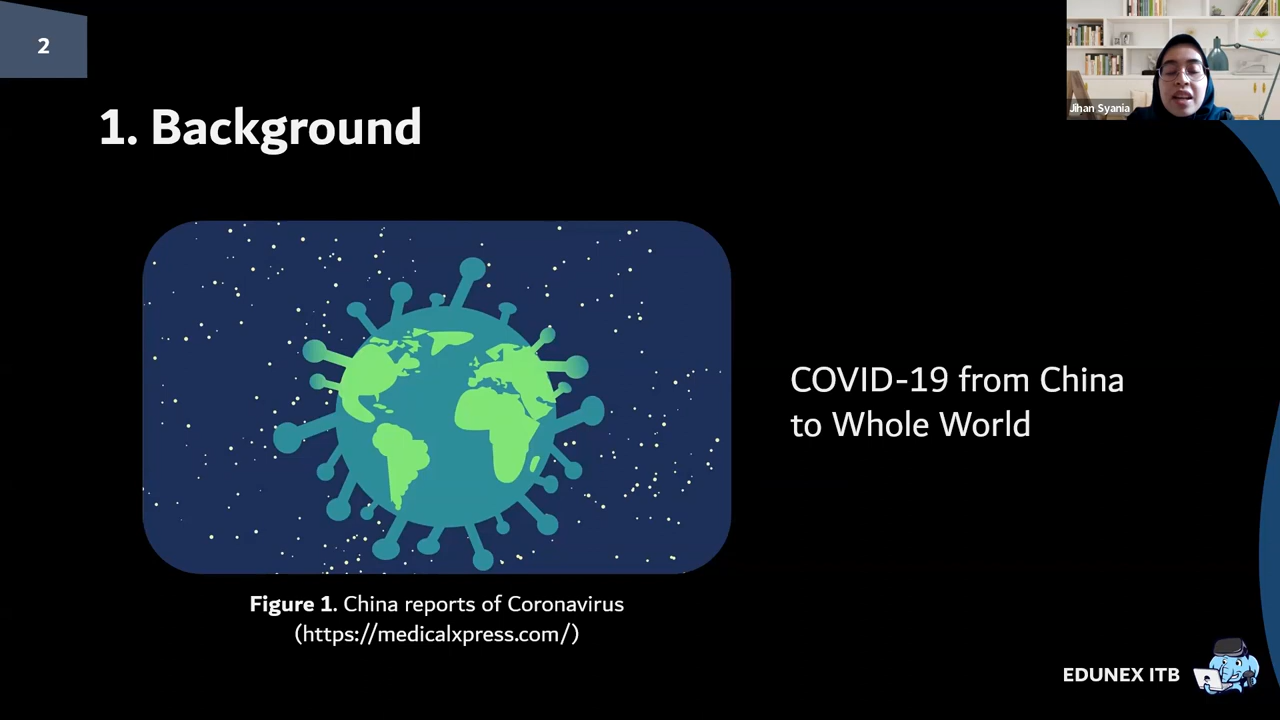 2
Jihan Syania
1. Background
COVID-19 from China
to Whole World
Figure 1. China reports of Coronavirus
(https://medicalxpress.com/)
EDUNEX ITB